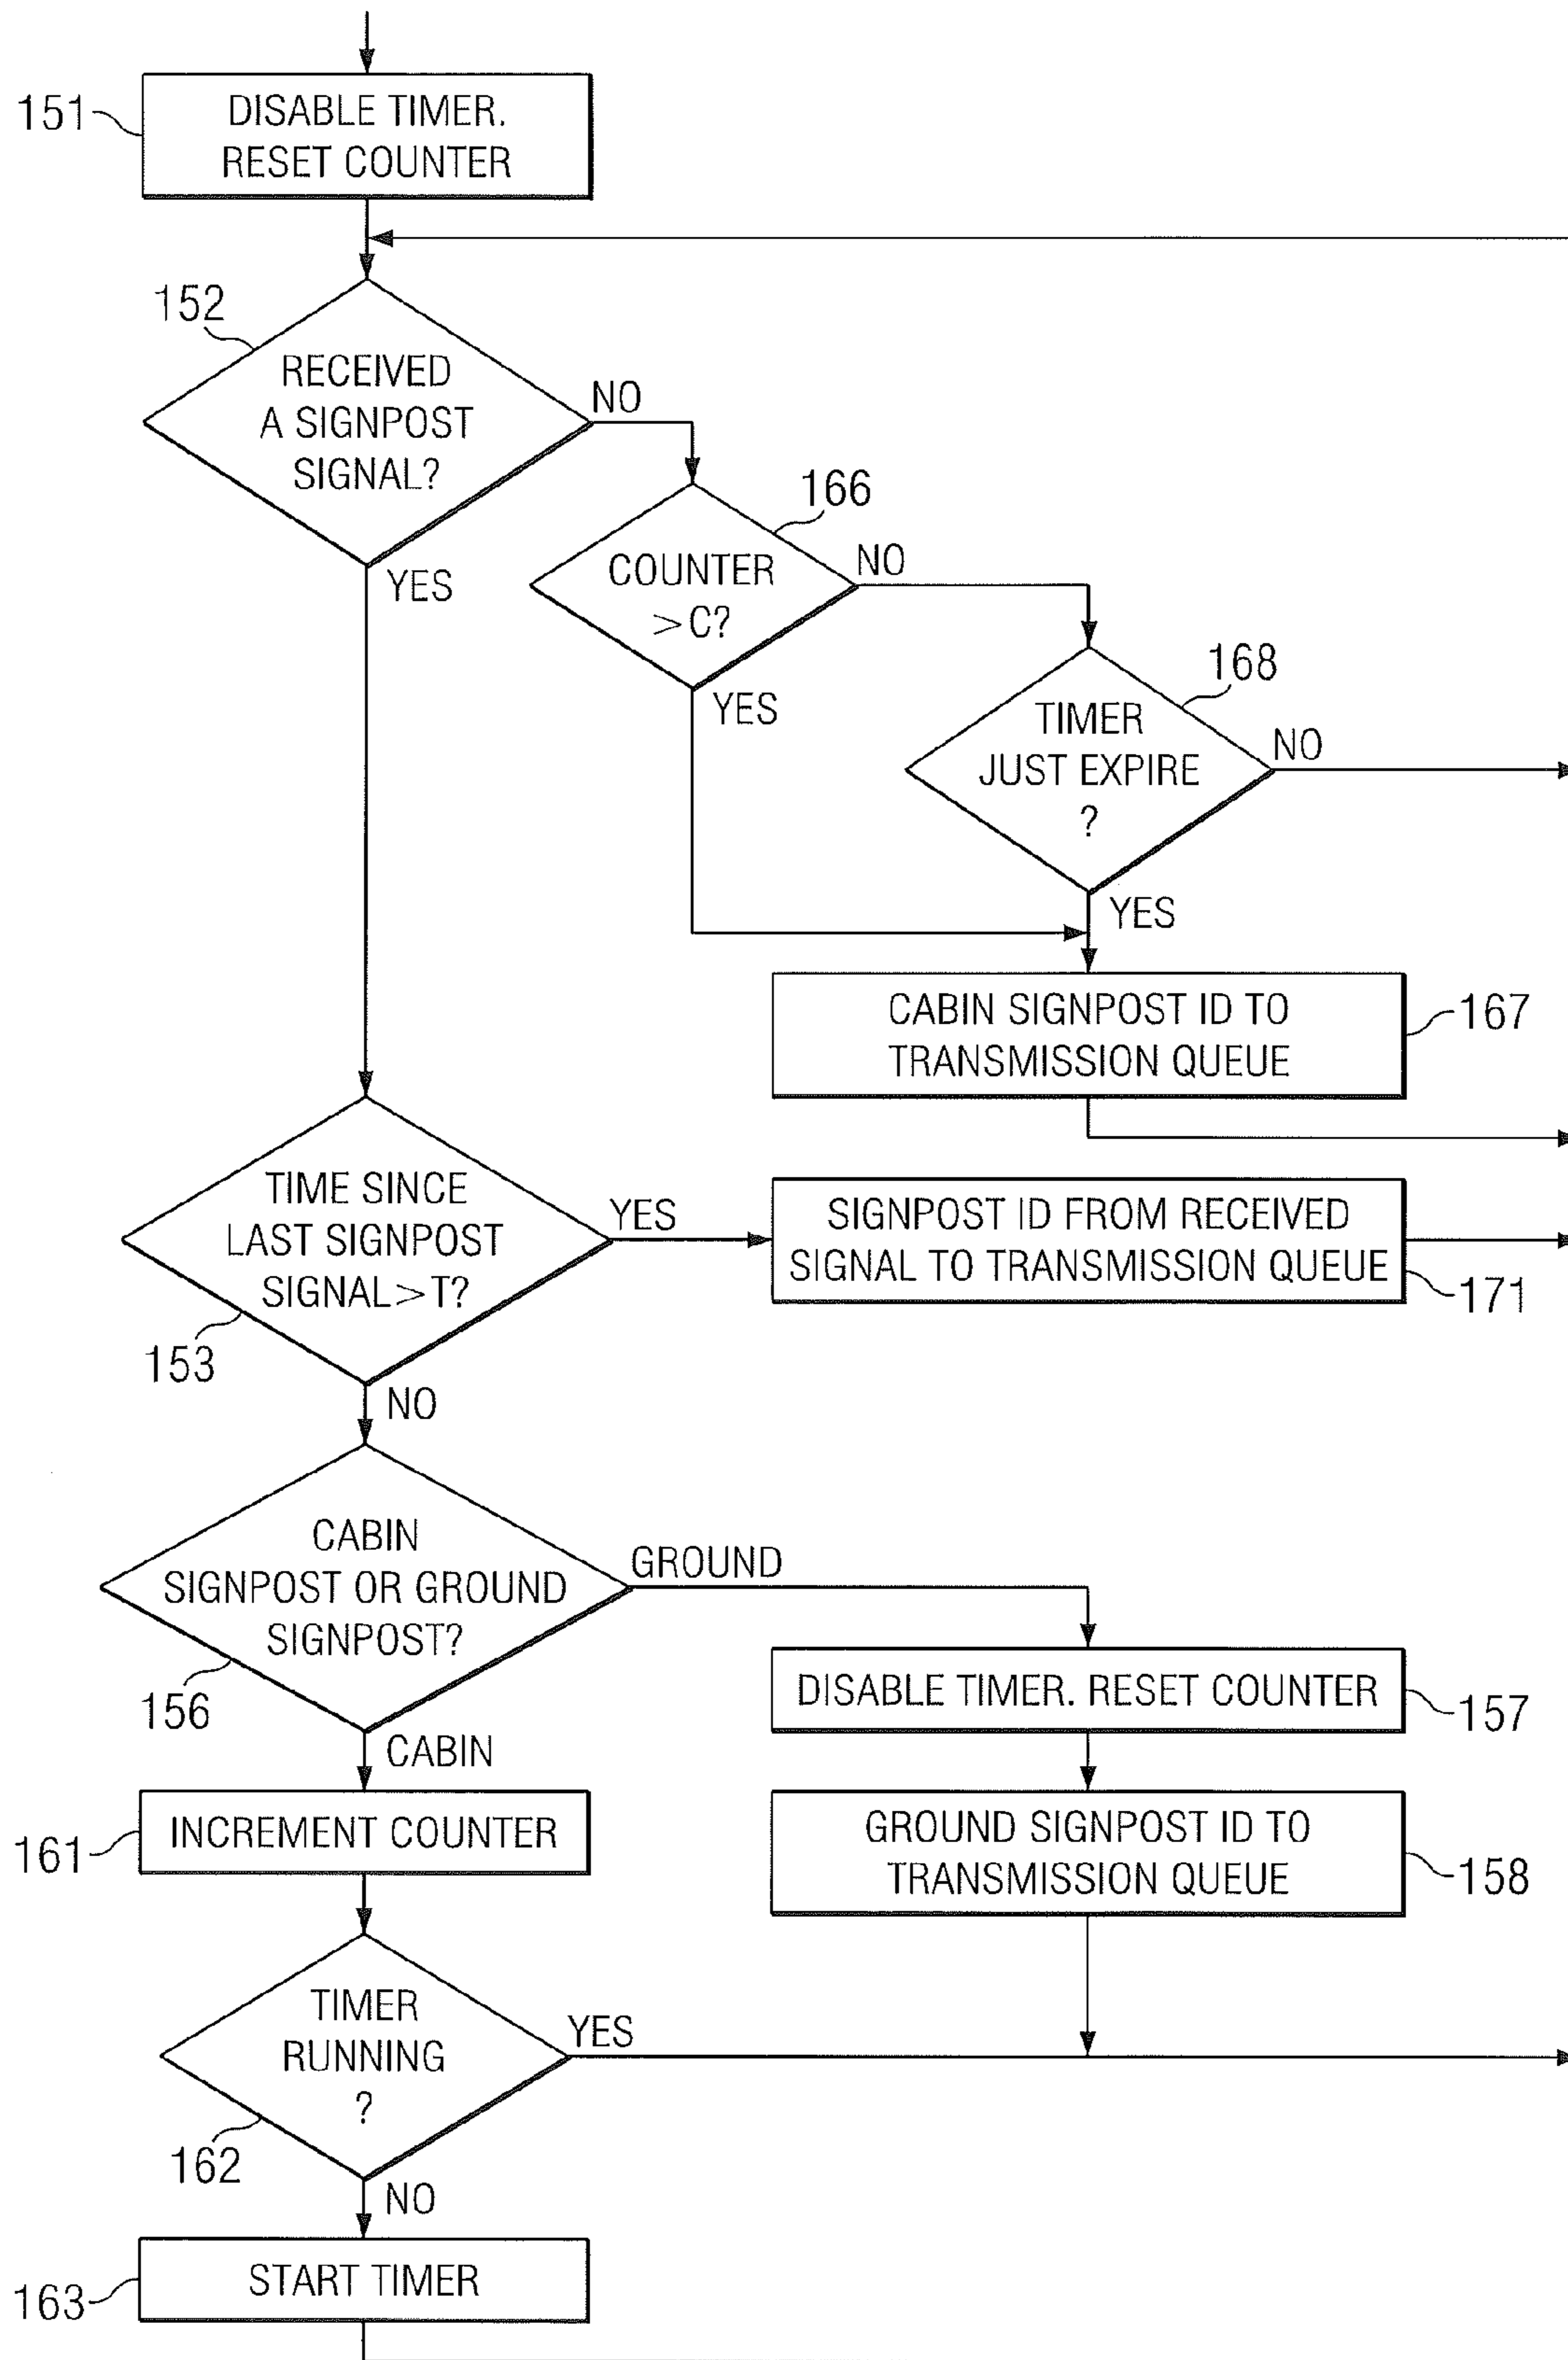 151
DISABLE TIMER.
RESET COUNTER
152
RECEIVED
A SIGNPOST
SIGNAL?
NO
YES
166
COUNTER
>C?
NO
YES
168
TIMER
JUST EXPIRE
?
NO
YES
CABIN SIGNPOST ID TO
TRANSMISSION QUEUE
167
TIME SINCE
LAST SIGNPOST
SIGNAL>T?
153
YES
NO
SIGNPOST ID FROM RECEIVED
SIGNAL TO TRANSMISSION QUEUE
171
CABIN
SIGNPOST OR GROUND
SIGNPOST?
156
GROUND
CABIN
DISABLE TIMER. RESET COUNTER
157
161
INCREMENT COUNTER
GROUND SIGNPOST ID TO
TRANSMISSION QUEUE
158
TIMER
RUNNING
?
162
YES
NO
163
START TIMER